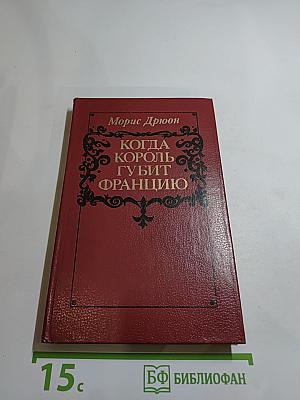 Морис Дрюон
КОГДА
КОРОЛЬ
ГУБИТ
ФРАНЦИЮ
15с
БФ БИБЛИОФАН